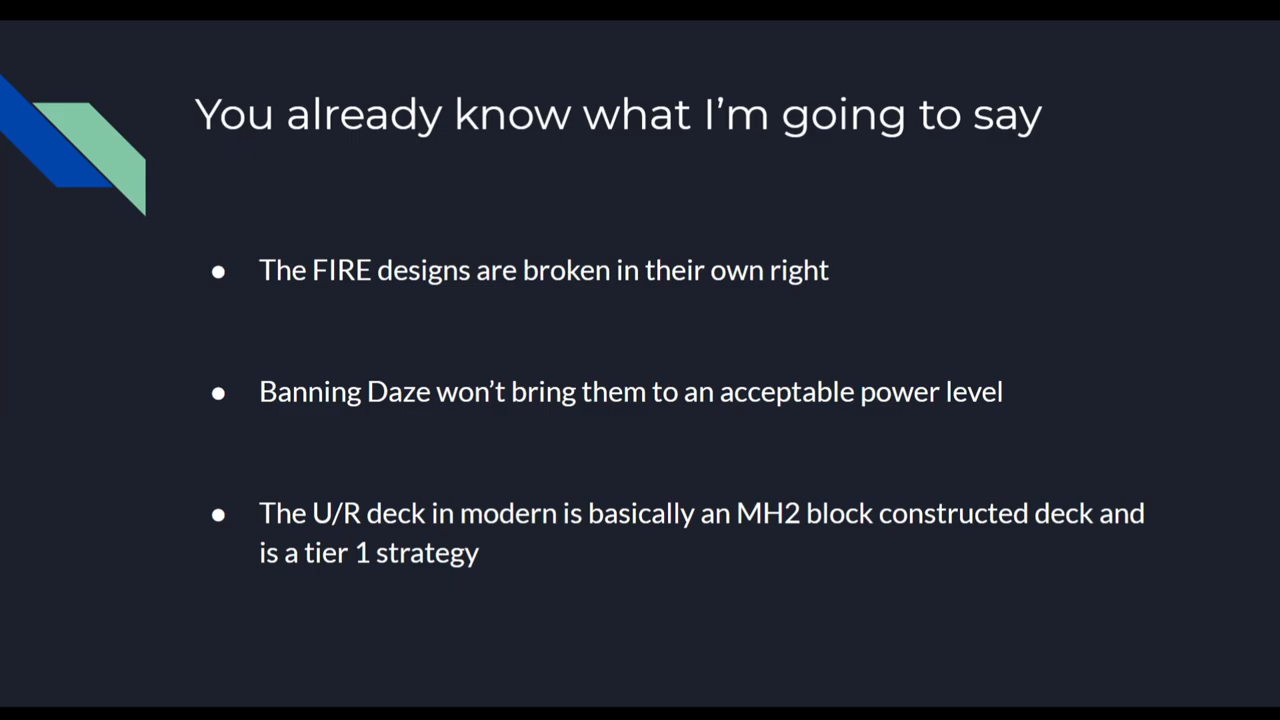 You already know what I’m going to say
● The FIRE designs are broken in their own right
● Banning Daze won’t bring them to an acceptable power level
● The U/R deck in modern is basically an MH2 block constructed deck and
is a tier 1 strategy